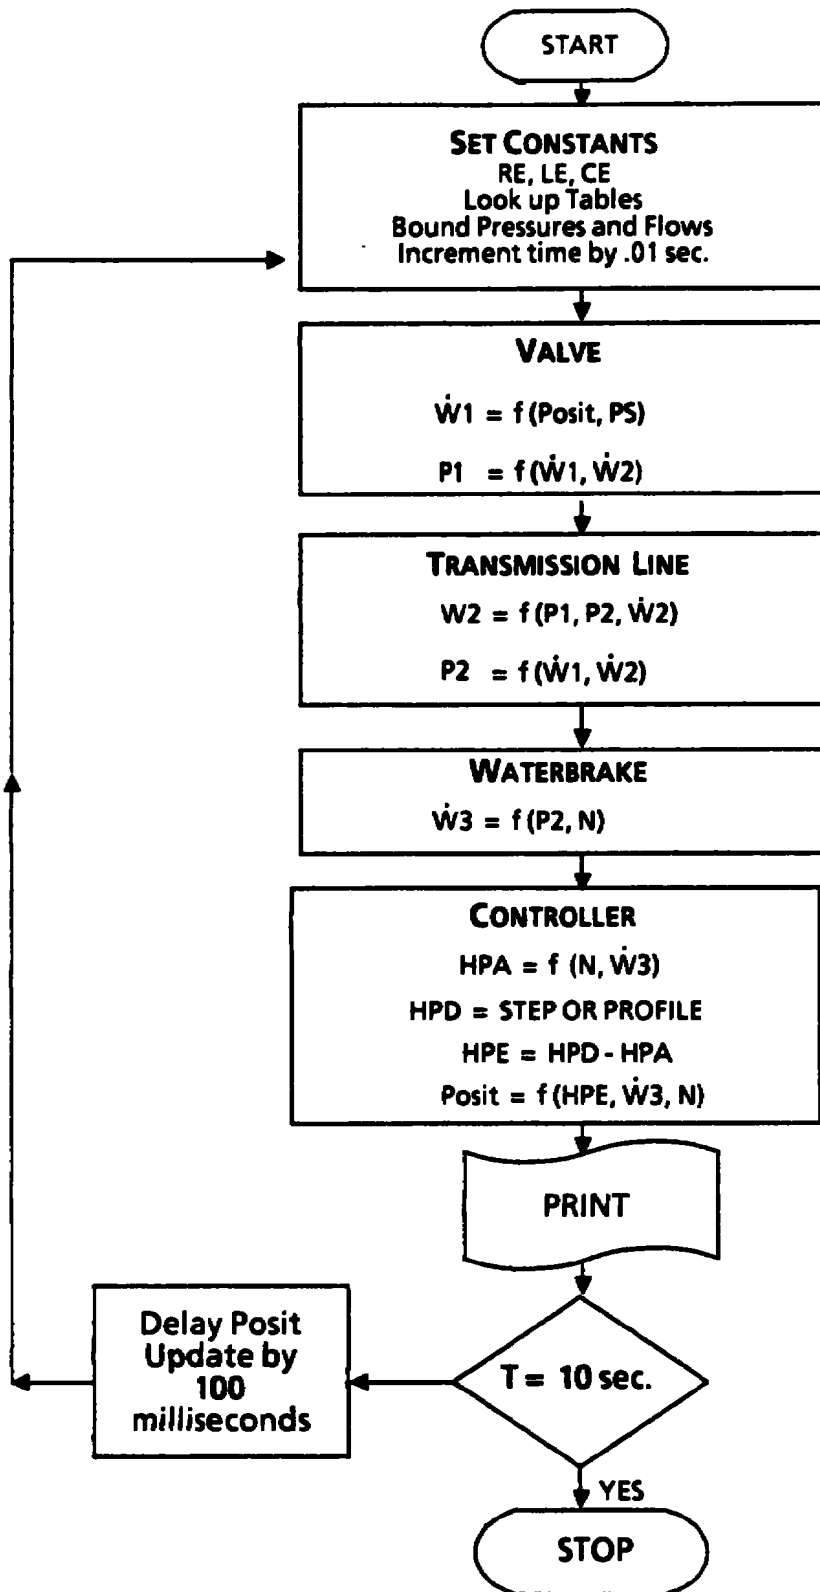 START
SET CONSTANTS
RE, LE, CE
Look up Tables
Bound Pressures and Flows
Increment time by .01 sec.
VALVE
Ẇ1 = f (Posit, PS)
P1 = f (Ẇ1, Ẇ2)
TRANSMISSION LINE
W2 = f (P1, P2, Ẇ2)
P2 = f (Ẇ1, Ẇ2)
WATERBRAKE
Ẇ3 = f (P2, N)
CONTROLLER
HPA = f (N, Ẇ3)
HPD = STEP OR PROFILE
HPE = HPD - HPA
Posit = f (HPE, Ẇ3, N)
PRINT
T = 10 sec.
Delay Posit
Update by
100
milliseconds
YES
STOP